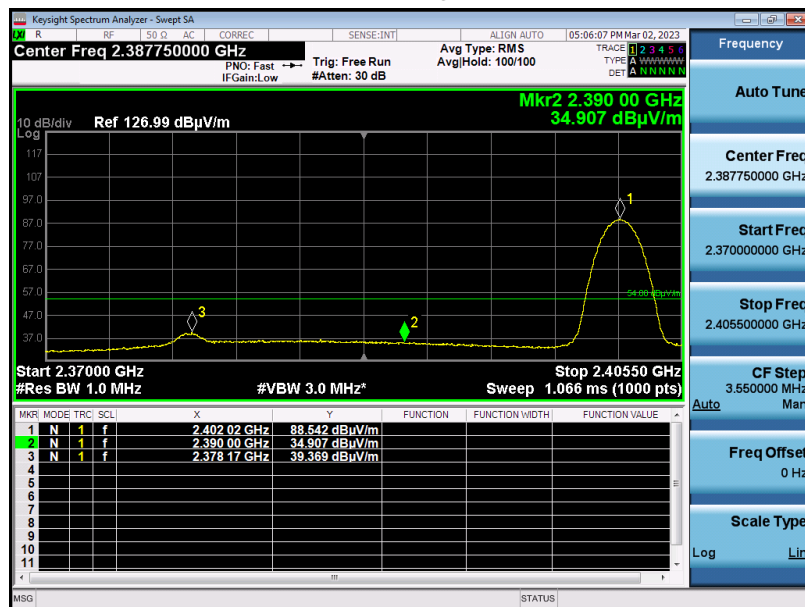 Keysight Spectrum Analyzer - Swept SA
R RF 50 Ω AC CORREC SENSE:INT ALIGN AUTO 05:06:07 PM Mar 02, 2023
Center Freq 2.387750000 GHz
PNO: Fast
IFGain:Low
Trig: Free Run
#Atten: 30 dB
Avg Type: RMS
Avg|Hold: 100/100
TRACE 1 2 3 4 5 6
TYPE A WWWWW
DET A N N N N N
Mkr2 2.390 00 GHz
34.907 dBµV/m
10 dB/div Ref 126.99 dBµV/m
Log
117
107
97.0
87.0
77.0
67.0
57.0
47.0
37.0
1
2
3
54.00 dBµV/m
Start 2.37000 GHz Stop 2.40550 GHz
#Res BW 1.0 MHz #VBW 3.0 MHz* Sweep 1.066 ms (1000 pts)
MKR MODE TRC SCL X Y FUNCTION FUNCTION WIDTH FUNCTION VALUE
1 N 1 f 2.402 02 GHz 88.542 dBµV/m
2 N 1 f 2.390 00 GHz 34.907 dBµV/m
3 N 1 f 2.378 17 GHz 39.369 dBµV/m
4
5
6
7
8
9
10
11
MSG STATUS
Frequency
Auto Tune
Center Freq
2.387750000 GHz
Start Freq
2.370000000 GHz
Stop Freq
2.405500000 GHz
CF Step
3.550000 MHz
Auto Man
Freq Offset
0 Hz
Scale Type
Log Lin